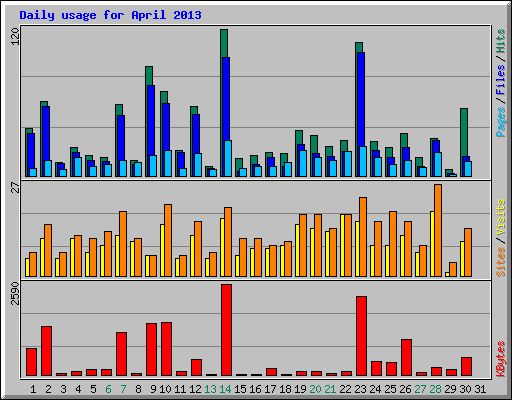 Daily usage for April 2013
120
Pages / Files / Hits
27
Sites / Visits
2590
KBytes
1 2 3 4 5 6 7 8 9 10 11 12 13 14 15 16 17 18 19 20 21 22 23 24 25 26 27 28 29 30 31